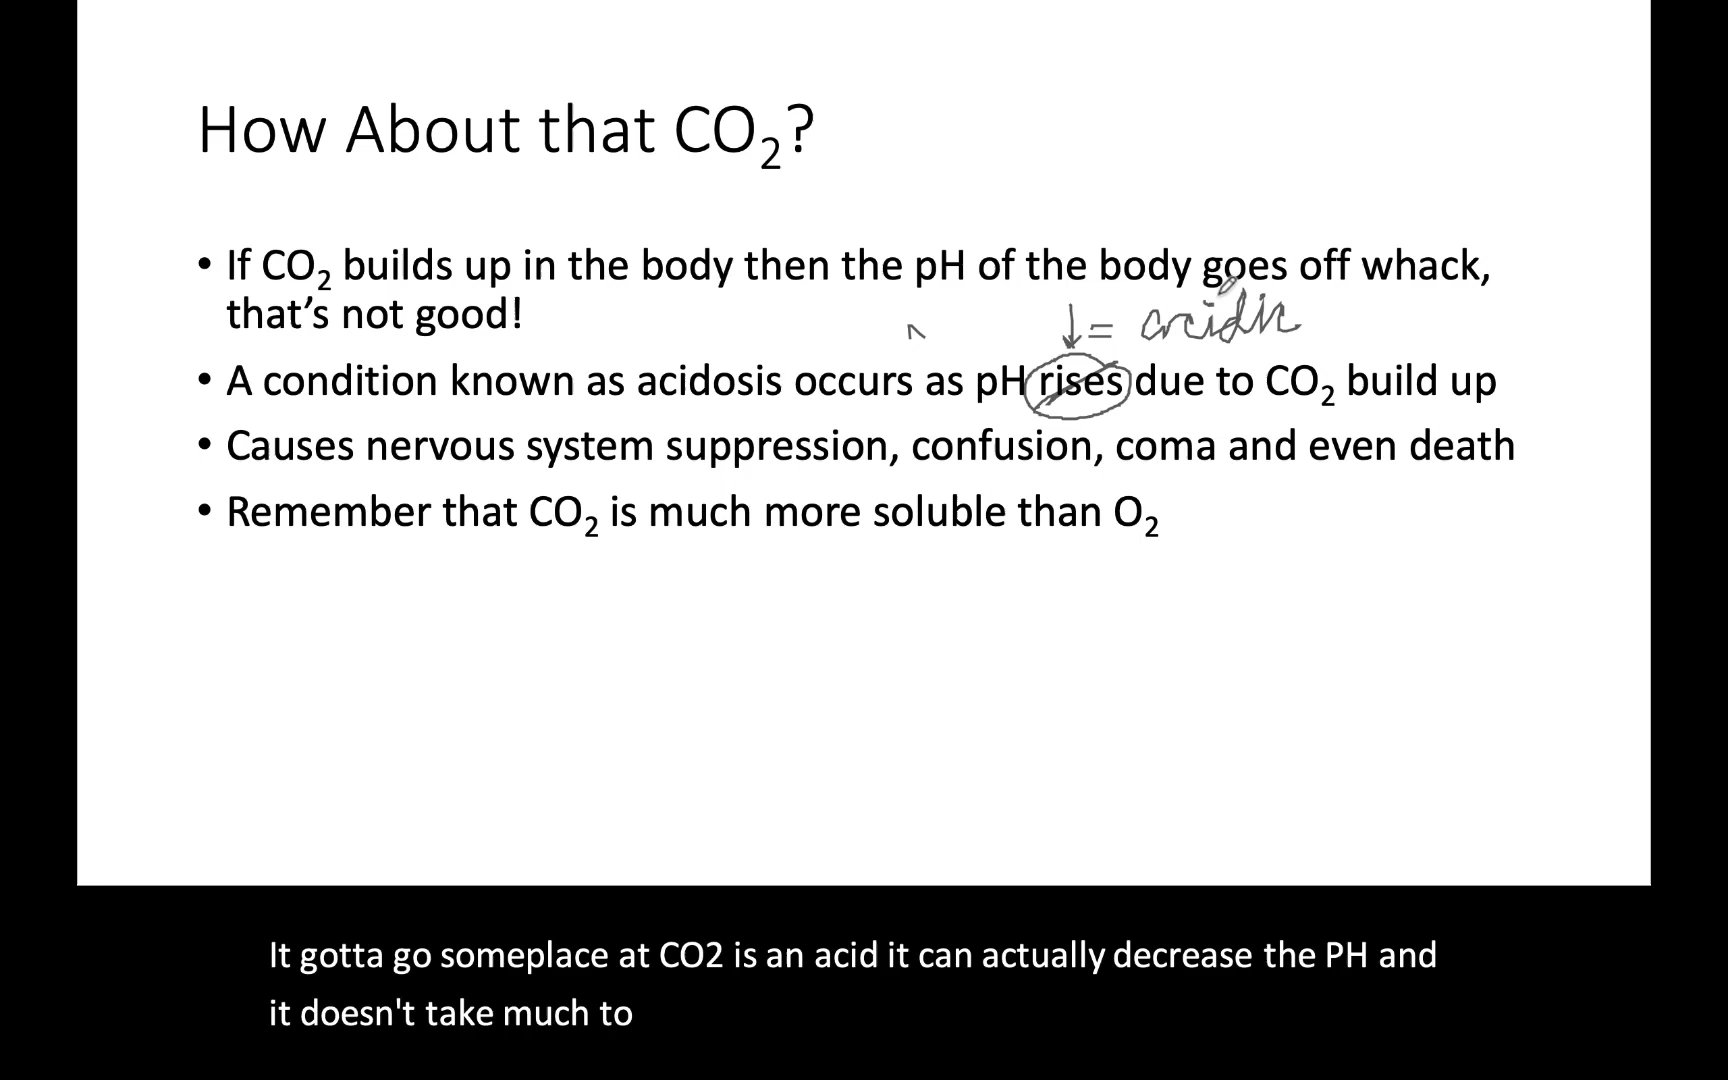 How About that CO₂?
• If CO₂ builds up in the body then the pH of the body goes off whack,
that's not good!
↓ = acidic
• A condition known as acidosis occurs as pH rises due to CO₂ build up
• Causes nervous system suppression, confusion, coma and even death
• Remember that CO₂ is much more soluble than O₂
It gotta go someplace at CO2 is an acid it can actually decrease the PH and
it doesn't take much to